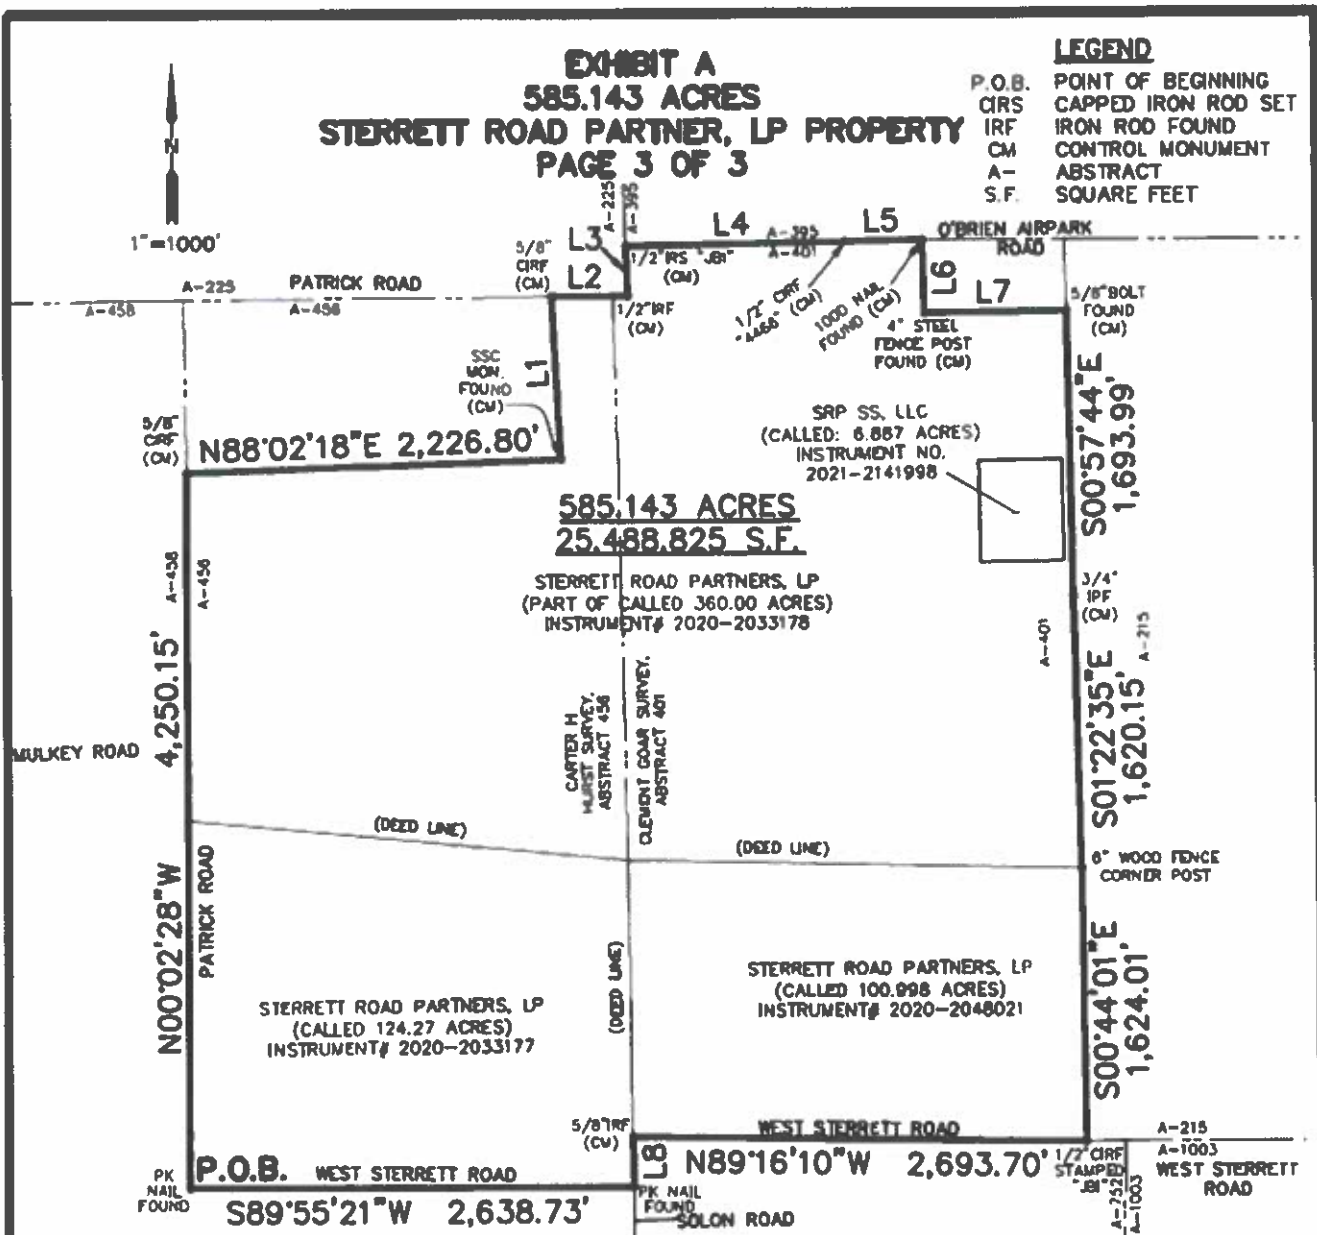 EXHIBIT A
585.143 ACRES
STERRETT ROAD PARTNER, LP PROPERTY
PAGE 3 OF 3
LEGEND
P.O.B. POINT OF BEGINNING
CIRS CAPPED IRON ROD SET
IRF IRON ROD FOUND
CM CONTROL MONUMENT
A- ABSTRACT
S.F. SQUARE FEET
N
1"=1000'
A-225
A-395
L3
L4
A-395
A-401
L5
O'BRIEN AIRPARK
ROAD
5/8"
CIRF
(CM)
L2
1/2" IRS "JBI"
(CM)
A-225
PATRICK ROAD
A-458
A-456
1/2" IRF
(CM)
1/2" CIRF
"4466" (CM)
100D NAIL
FOUND (CM)
L6
L7
4" STEEL
FENCE POST
FOUND (CM)
5/8" BOLT
FOUND
(CM)
SSC
MON.
FOUND
(CM)
L1
5/8"
CIRF
(CM)
N88°02'18"E 2,226.80'
SRP SS, LLC
(CALLED: 6.887 ACRES)
INSTRUMENT NO.
2021-2141998
S00°57'44"E
1,693.99'
585.143 ACRES
25,488,825 S.F.
STERRETT ROAD PARTNERS, LP
(PART OF CALLED 360.00 ACRES)
INSTRUMENT# 2020-2033178
A-458
A-456
3/4"
IPF
(CM)
A-401
A-215
S01°22'35"E
1,620.15'
MULKEY ROAD
4,250.15'
N00°02'28"W
PATRICK ROAD
CARTER H
HURST SURVEY,
ABSTRACT 456
CLEMENT GOAR SURVEY,
ABSTRACT 401
(DEED LINE)
(DEED LINE)
6" WOOD FENCE
CORNER POST
(DEED LINE)
STERRETT ROAD PARTNERS, LP
(CALLED 124.27 ACRES)
INSTRUMENT# 2020-2033177
STERRETT ROAD PARTNERS, LP
(CALLED 100.998 ACRES)
INSTRUMENT# 2020-2048021
S00°44'01"E
1,624.01'
5/8" IRF
(CM)
WEST STERRETT ROAD
A-215
A-1003
PK
NAIL
FOUND
P.O.B.
WEST STERRETT ROAD
L8
N89°16'10"W 2,693.70'
1/2" CIRF
STAMPED
"JBI"
A-252
A-1003
WEST STERRETT
ROAD
S89°55'21"W 2,638.73'
PK NAIL
FOUND
SOLON ROAD